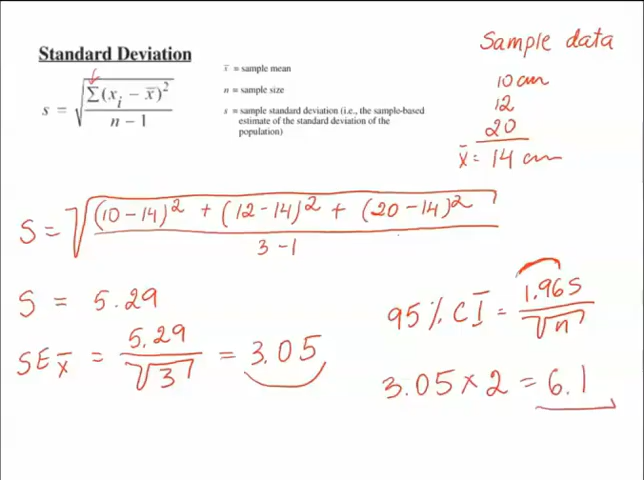 Standard Deviation
s = √(Σ(xᵢ − x̄)² / (n − 1))
x̄ = sample mean
n = sample size
s = sample standard deviation (i.e., the sample-based
estimate of the standard deviation of the
population)
Sample data
10 cm
12
20
x̄ = 14 cm
S = √(((10 − 14)² + (12 − 14)² + (20 − 14)²) / (3 − 1))
S = 5.29
SE x̄ = 5.29 / √3 = 3.05
95% CI = 1.96S / √n
3.05 × 2 = 6.1